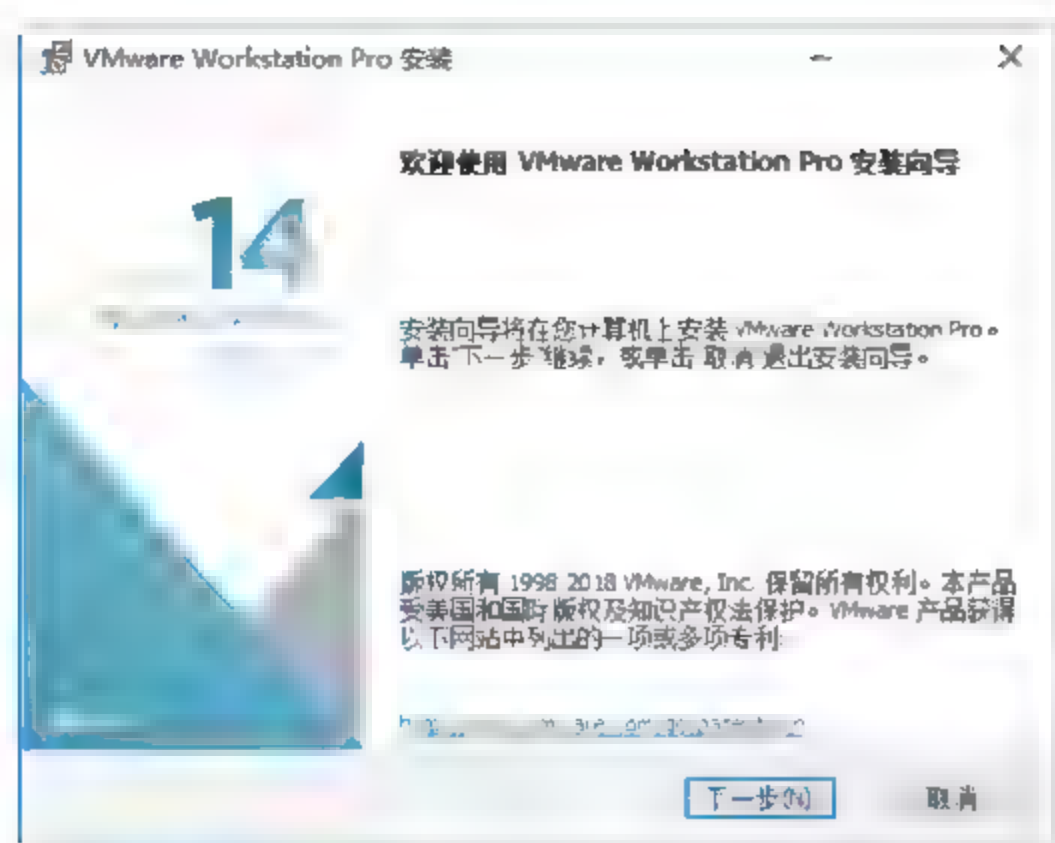 VMware Workstation Pro 安装
欢迎使用 VMware Workstation Pro 安装向导
14
安装向导将在您计算机上安装 VMware Workstation Pro。
单击“下一步”继续，或单击“取消”退出安装向导。
版权所有 1998 2018 VMware, Inc. 保留所有权利。本产品
受美国和国际版权及知识产权法保护。VMware 产品获得
以下网站中列出的一项或多项专利:
下一步(N)
取消